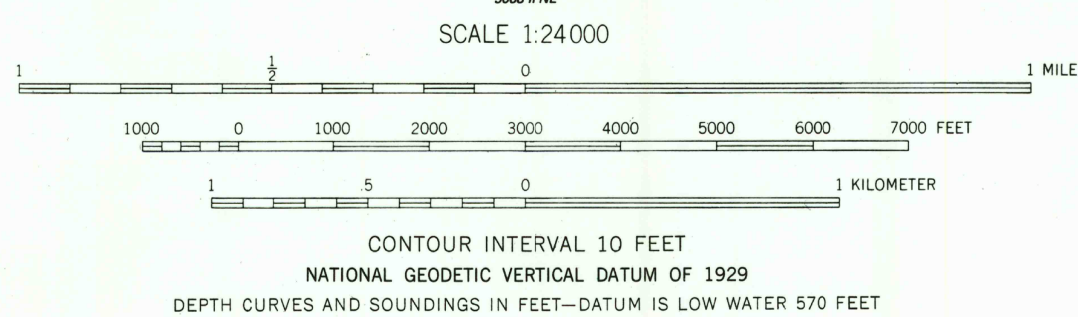 SCALE 1:24000
1 ½ 0 1 MILE
1000 0 1000 2000 3000 4000 5000 6000 7000 FEET
1 .5 0 1 KILOMETER
CONTOUR INTERVAL 10 FEET
NATIONAL GEODETIC VERTICAL DATUM OF 1929
DEPTH CURVES AND SOUNDINGS IN FEET—DATUM IS LOW WATER 570 FEET